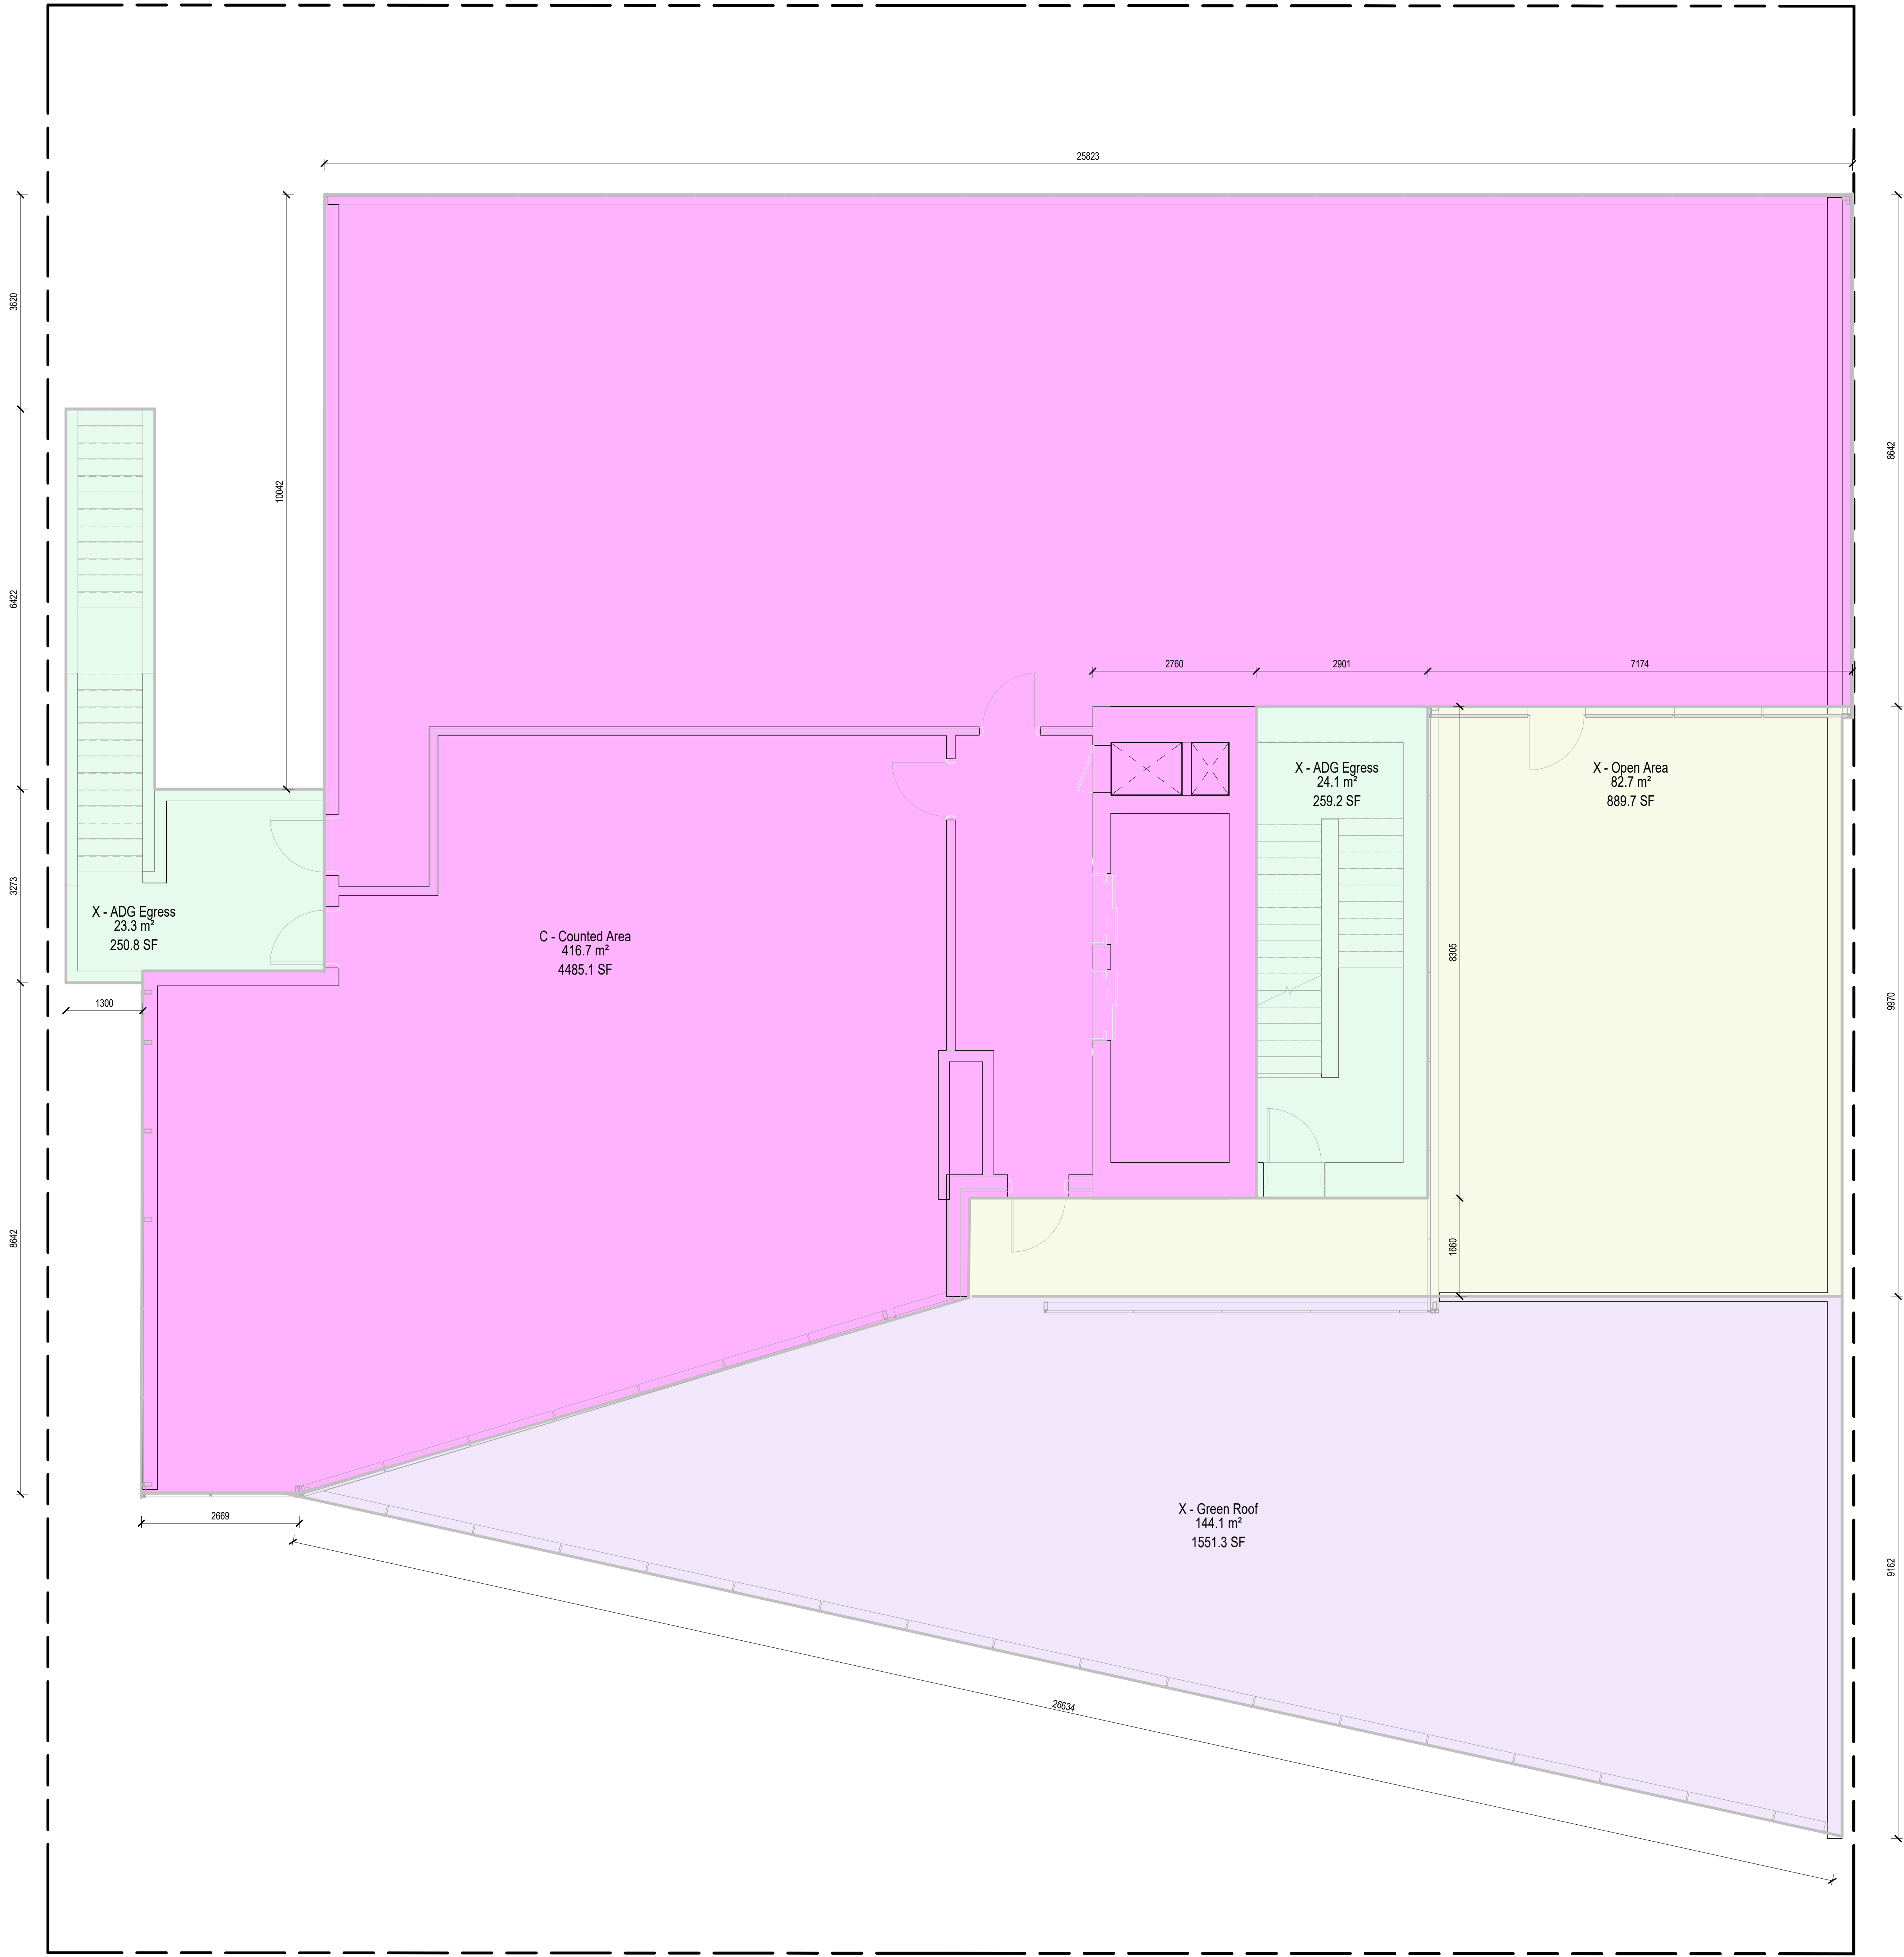 25823
3620
10042
8642
6422
2760
2901
7174
X - ADG Egress
24.1 m²
259.2 SF
X - Open Area
82.7 m²
889.7 SF
3273
X - ADG Egress
23.3 m²
250.8 SF
C - Counted Area
416.7 m²
4485.1 SF
8305
1300
9970
8642
1660
X - Green Roof
144.1 m²
1551.3 SF
2669
9162
26634